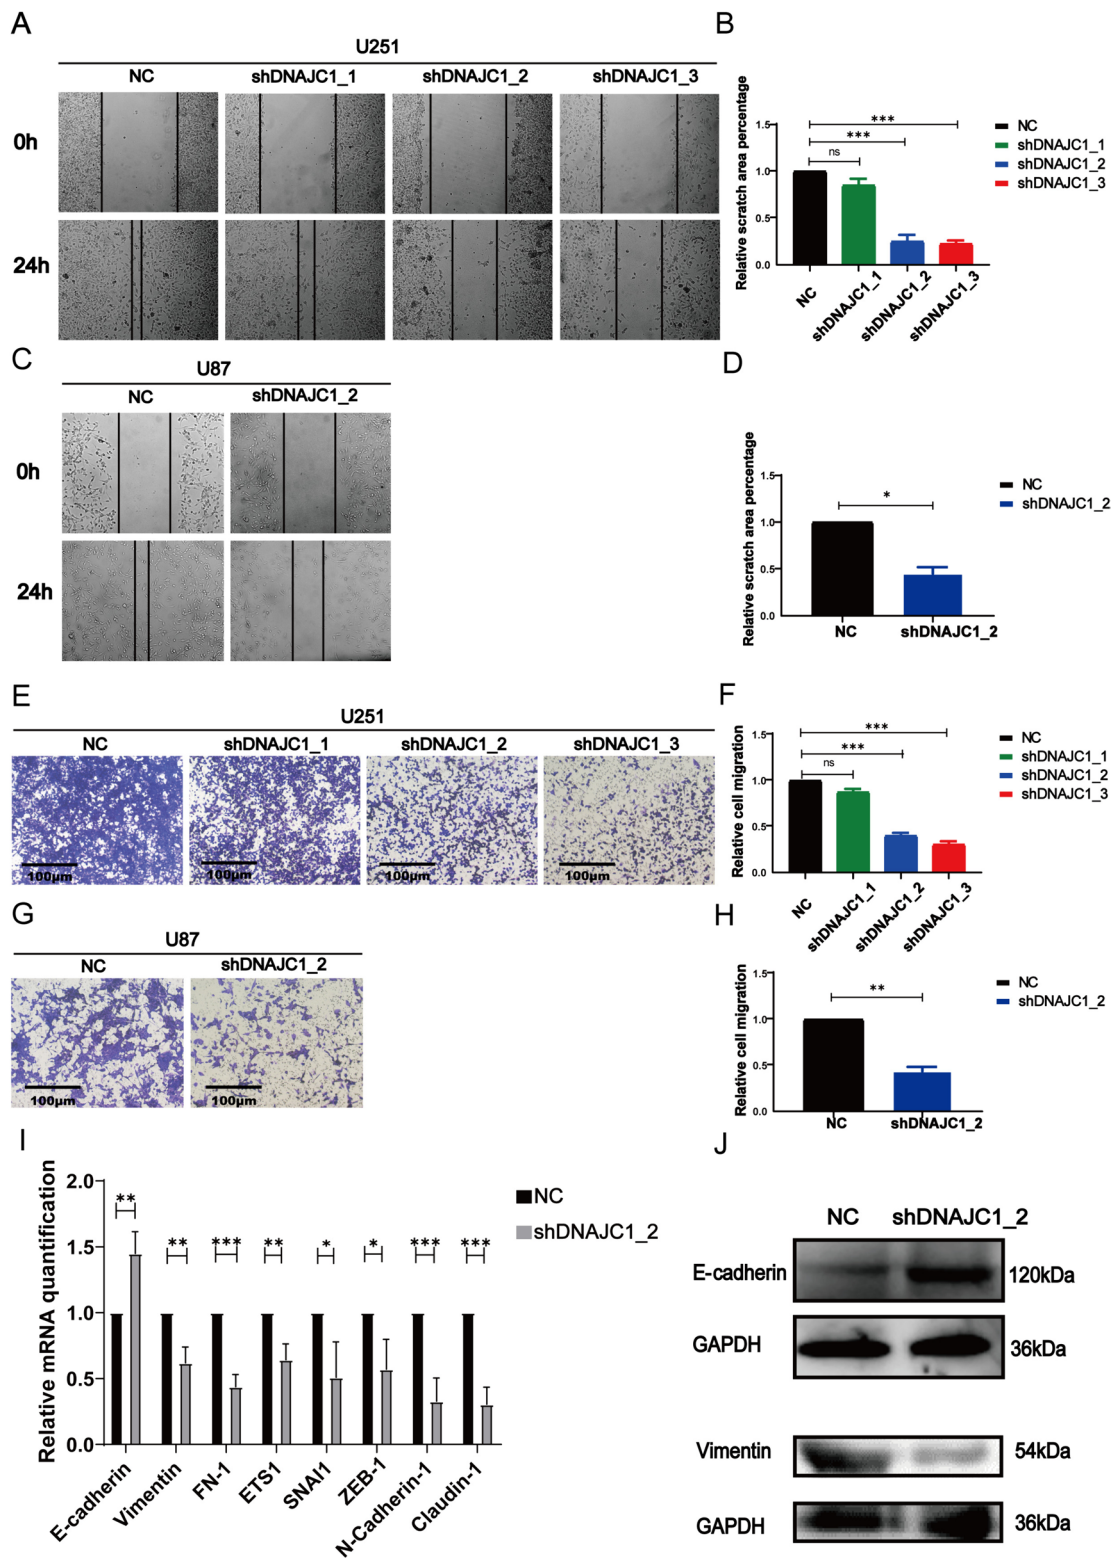 A
U251
NC shDNAJC1_1 shDNAJC1_2 shDNAJC1_3
0h
24h
B
Relative scratch area percentage
1.5
1.0
0.5
0.0
***
***
ns
NC shDNAJC1_1 shDNAJC1_2 shDNAJC1_3
NC
shDNAJC1_1
shDNAJC1_2
shDNAJC1_3
C
U87
NC shDNAJC1_2
0h
24h
D
Relative scratch area percentage
1.5
1.0
0.5
0.0
*
NC shDNAJC1_2
NC
shDNAJC1_2
E
U251
NC shDNAJC1_1 shDNAJC1_2 shDNAJC1_3
100μm 100μm 100μm 100μm
F
Relative cell migration
1.5
1.0
0.5
0.0
***
***
ns
NC shDNAJC1_1 shDNAJC1_2 shDNAJC1_3
NC
shDNAJC1_1
shDNAJC1_2
shDNAJC1_3
G
U87
NC shDNAJC1_2
100μm 100μm
H
Relative cell migration
1.5
1.0
0.5
0.0
**
NC shDNAJC1_2
NC
shDNAJC1_2
I
Relative mRNA quantification
2.0
1.5
1.0
0.5
0.0
** ** *** ** * * *** ***
E-cadherin Vimentin FN-1 ETS1 SNAI1 ZEB-1 N-Cadherin-1 Claudin-1
NC
shDNAJC1_2
J
NC shDNAJC1_2
E-cadherin 120kDa
GAPDH 36kDa
Vimentin 54kDa
GAPDH 36kDa